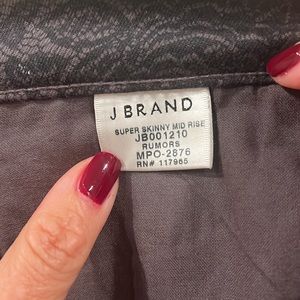 J BRAND
SUPER SKINNY MID RISE
JB001210
RUMORS
MPO-2876
RN# 117965